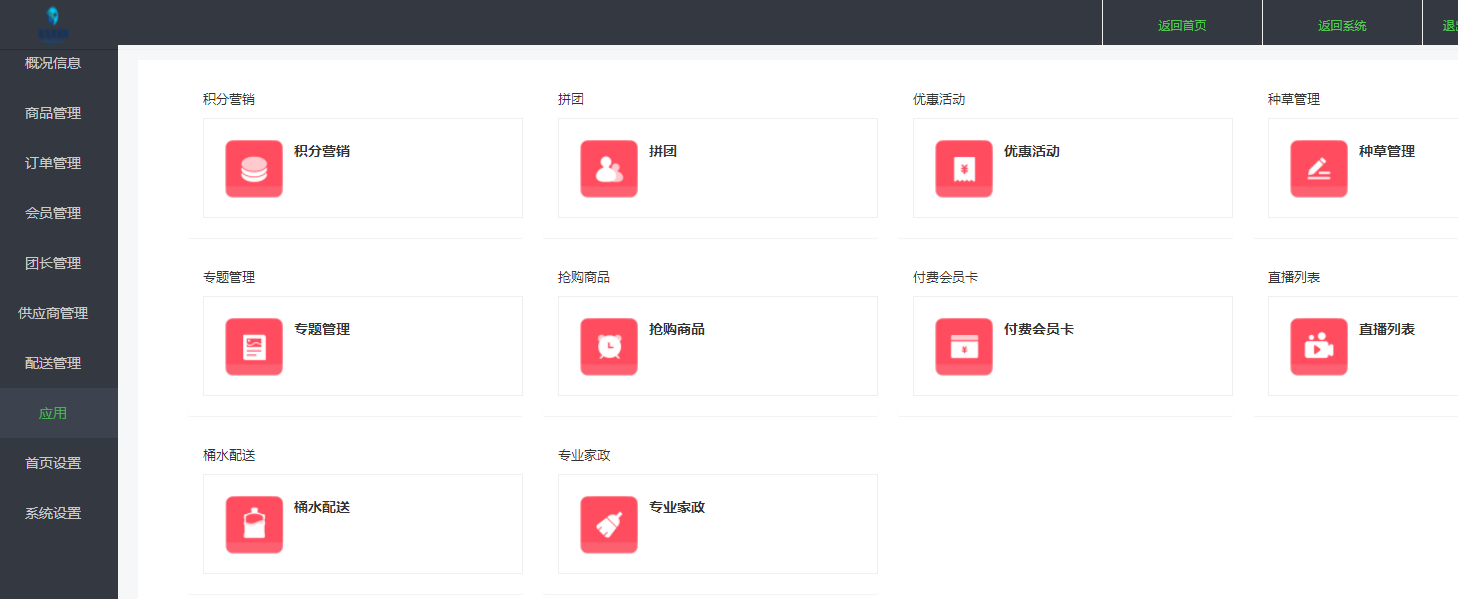 返回首页
返回系统
概况信息
商品管理
订单管理
会员管理
团长管理
供应商管理
配送管理
应用
首页设置
系统设置
积分营销
积分营销
拼团
拼团
优惠活动
优惠活动
种草管理
种草管理
专题管理
专题管理
抢购商品
抢购商品
付费会员卡
付费会员卡
直播列表
直播列表
桶水配送
桶水配送
专业家政
专业家政